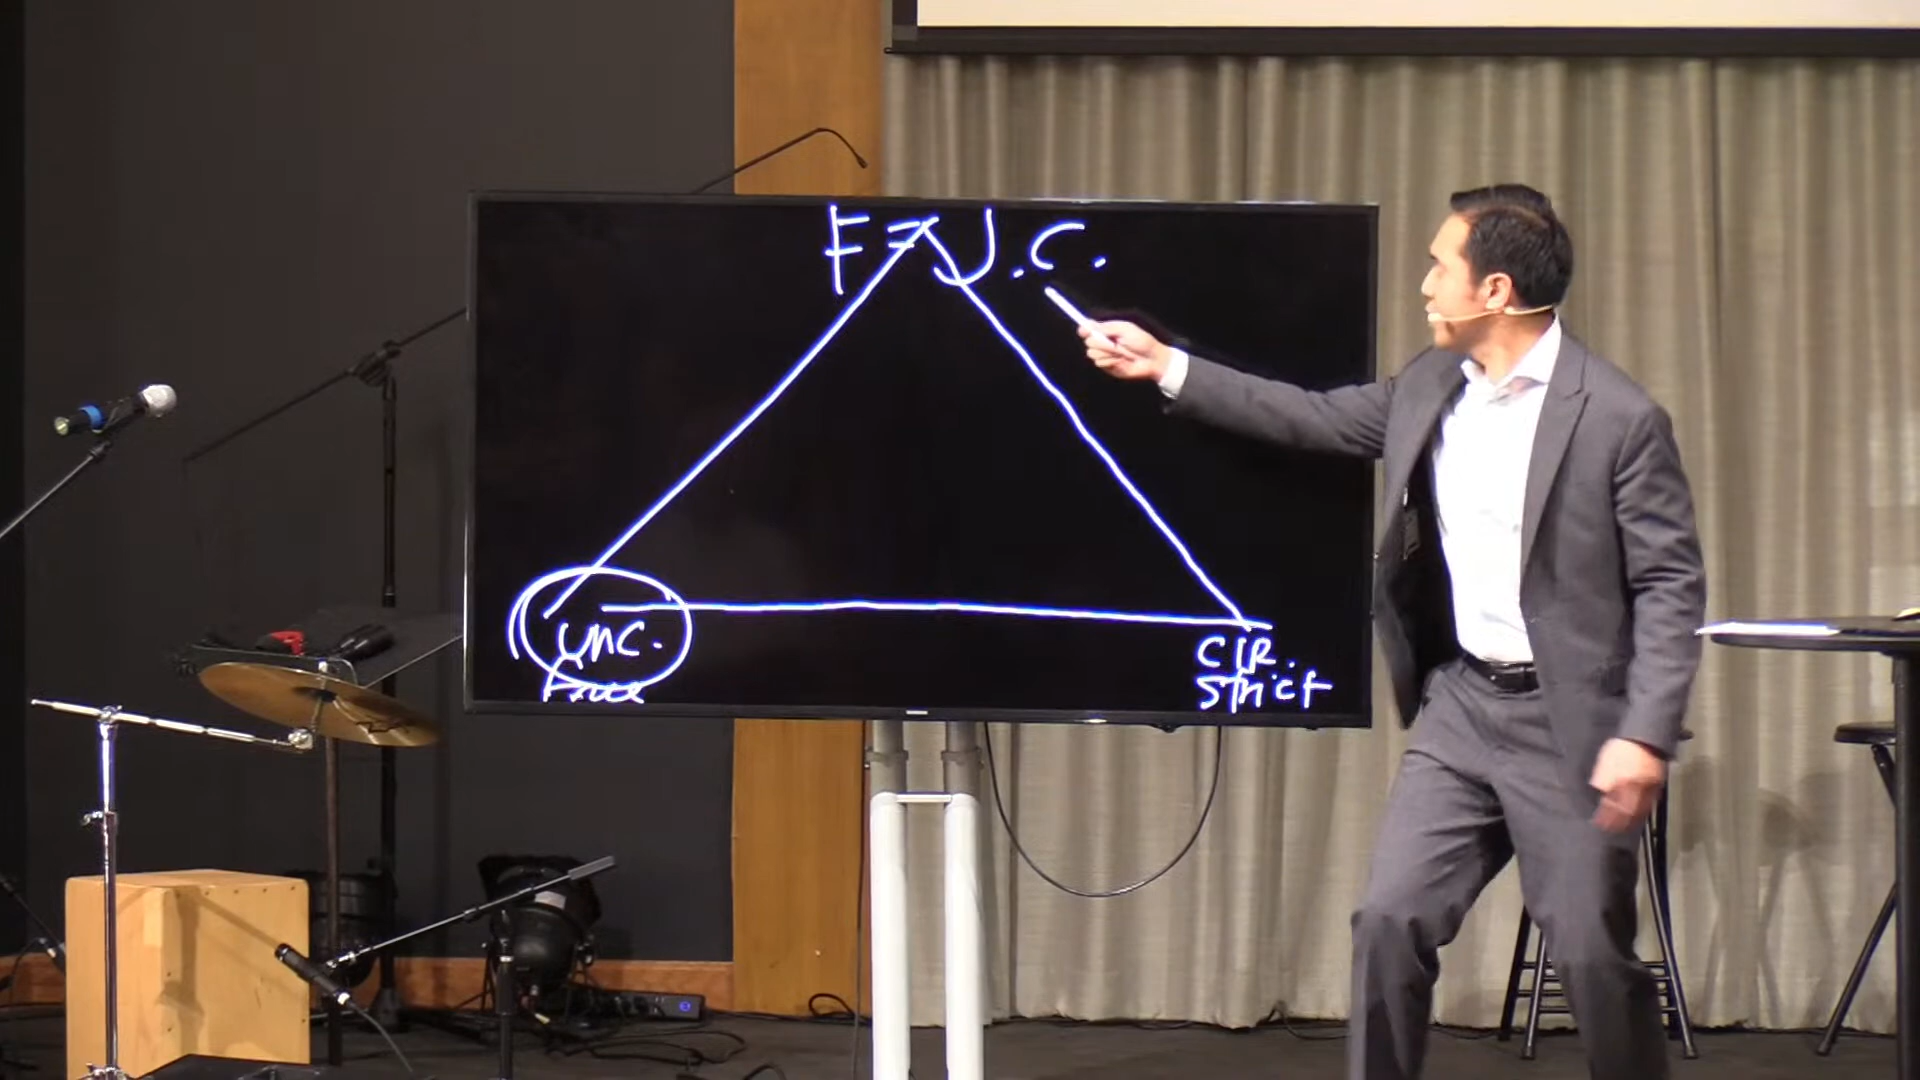 F = J.C.
UNC.
CIR.
Strict